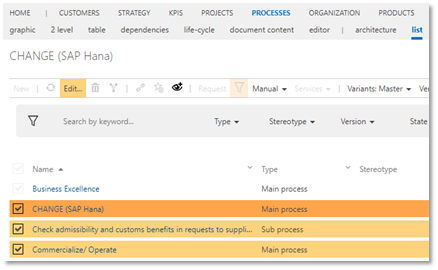 HOME | CUSTOMERS STRATEGY KPIS PROJECTS PROCESSES ORGANIZATION PRODUCTS
graphic 2 level table dependencies life-cycle document content editor | architecture list
CHANGE (SAP Hana)
New | Edit... | Request Manual Services | Variants: Master
Search by keyword... Type Stereotype Version State
Name Type Stereotype
Business Excellence Main process
CHANGE (SAP Hana) Main process
Check admissibility and customs benefits in requests to suppli... Sub process
Commercialize/ Operate Main process